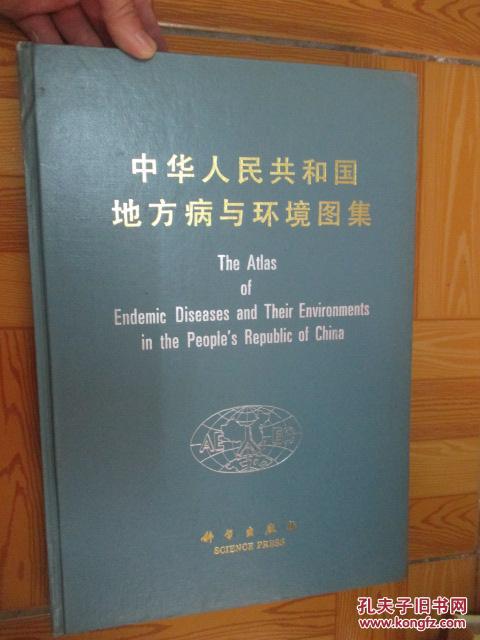 中华人民共和国
地方病与环境图集
The Atlas
of
Endemic Diseases and Their Environments
in the People's Republic of China
科学出版社
SCIENCE PRESS
孔夫子旧书网
www.kongfz.com